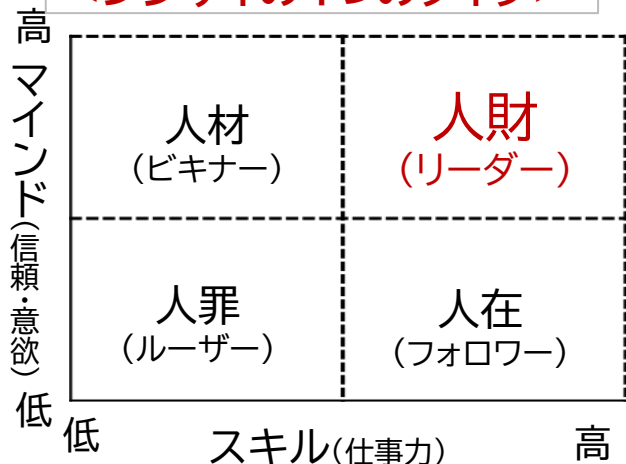 高
マインド(信頼・意欲)
人材
(ビキナー)
人財
(リーダー)
人罪
(ルーザー)
人在
(フォロワー)
低
低
スキル(仕事力)
高